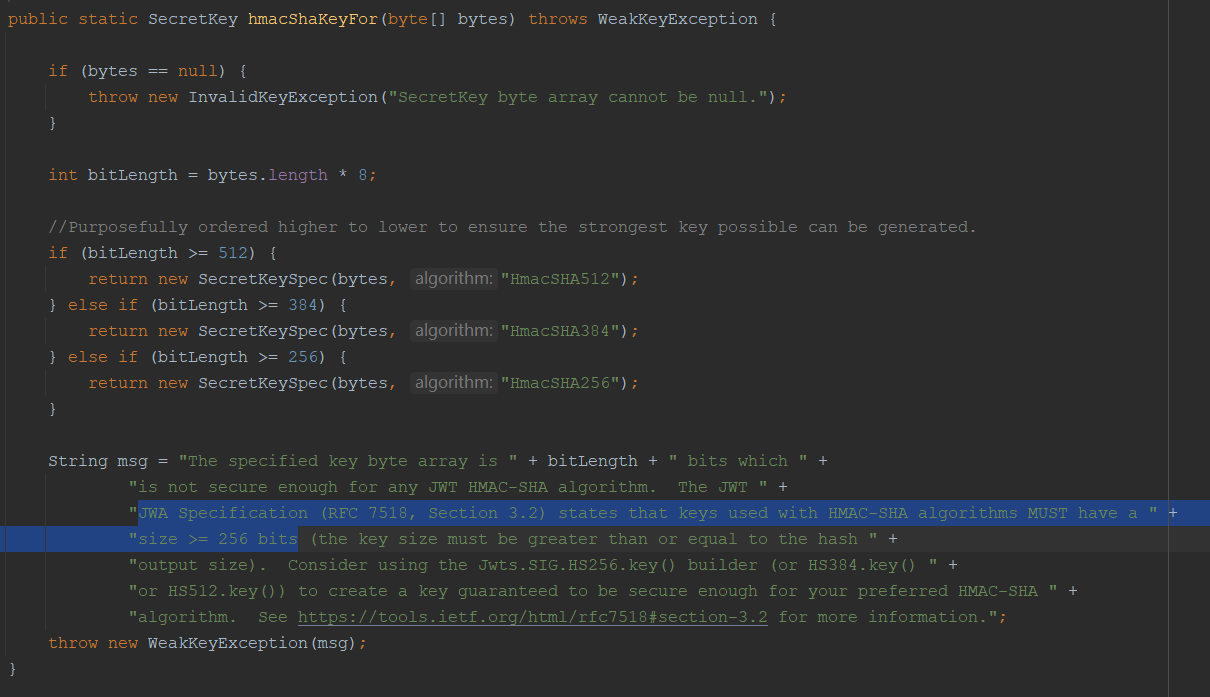 public static SecretKey hmacShaKeyFor(byte[] bytes) throws WeakKeyException {
if (bytes == null) {
throw new InvalidKeyException("SecretKey byte array cannot be null.");
}
int bitLength = bytes.length * 8;
//Purposefully ordered higher to lower to ensure the strongest key possible can be generated.
if (bitLength >= 512) {
return new SecretKeySpec(bytes, algorithm: "HmacSHA512");
} else if (bitLength >= 384) {
return new SecretKeySpec(bytes, algorithm: "HmacSHA384");
} else if (bitLength >= 256) {
return new SecretKeySpec(bytes, algorithm: "HmacSHA256");
}
String msg = "The specified key byte array is " + bitLength + " bits which " +
"is not secure enough for any JWT HMAC-SHA algorithm.  The JWT " +
"JWA Specification (RFC 7518, Section 3.2) states that keys used with HMAC-SHA algorithms MUST have a " +
"size >= 256 bits (the key size must be greater than or equal to the hash " +
"output size).  Consider using the Jwts.SIG.HS256.key() builder (or HS384.key() " +
"or HS512.key()) to create a key guaranteed to be secure enough for your preferred HMAC-SHA " +
"algorithm.  See https://tools.ietf.org/html/rfc7518#section-3.2 for more information.";
throw new WeakKeyException(msg);
}